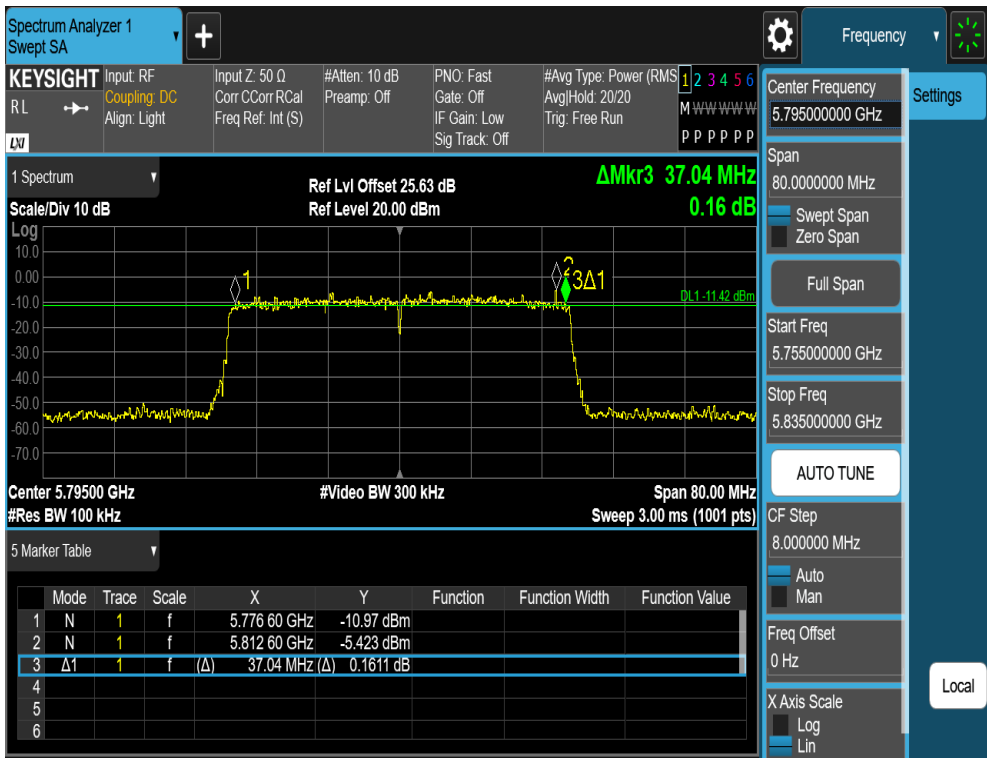 Spectrum Analyzer 1
Swept SA
+
Frequency
KEYSIGHT
RL
LXI
Input: RF
Coupling: DC
Align: Light
Input Z: 50 Ω
Corr CCorr RCal
Freq Ref: Int (S)
#Atten: 10 dB
Preamp: Off
PNO: Fast
Gate: Off
IF Gain: Low
Sig Track: Off
#Avg Type: Power (RMS
Avg|Hold: 20/20
Trig: Free Run
1 2 3 4 5 6
M W W W W W
P P P P P P
Center Frequency
5.795000000 GHz
Settings
Span
80.0000000 MHz
Swept Span
Zero Span
Full Span
Start Freq
5.755000000 GHz
Stop Freq
5.835000000 GHz
AUTO TUNE
CF Step
8.000000 MHz
Auto
Man
Freq Offset
0 Hz
X Axis Scale
Log
Lin
Local
1 Spectrum
Scale/Div 10 dB
Ref Lvl Offset 25.63 dB
Ref Level 20.00 dBm
ΔMkr3 37.04 MHz
0.16 dB
Log
10.0
0.00
-10.0
-20.0
-30.0
-40.0
-50.0
-60.0
-70.0
1
2
3Δ1
DL1 -11.42 dBm
Center 5.79500 GHz
#Video BW 300 kHz
Span 80.00 MHz
#Res BW 100 kHz
Sweep 3.00 ms (1001 pts)
5 Marker Table
Mode Trace Scale X Y Function Function Width Function Value
1 N 1 f 5.776 60 GHz -10.97 dBm
2 N 1 f 5.812 60 GHz -5.423 dBm
3 Δ1 1 f (Δ) 37.04 MHz (Δ) 0.1611 dB
4
5
6